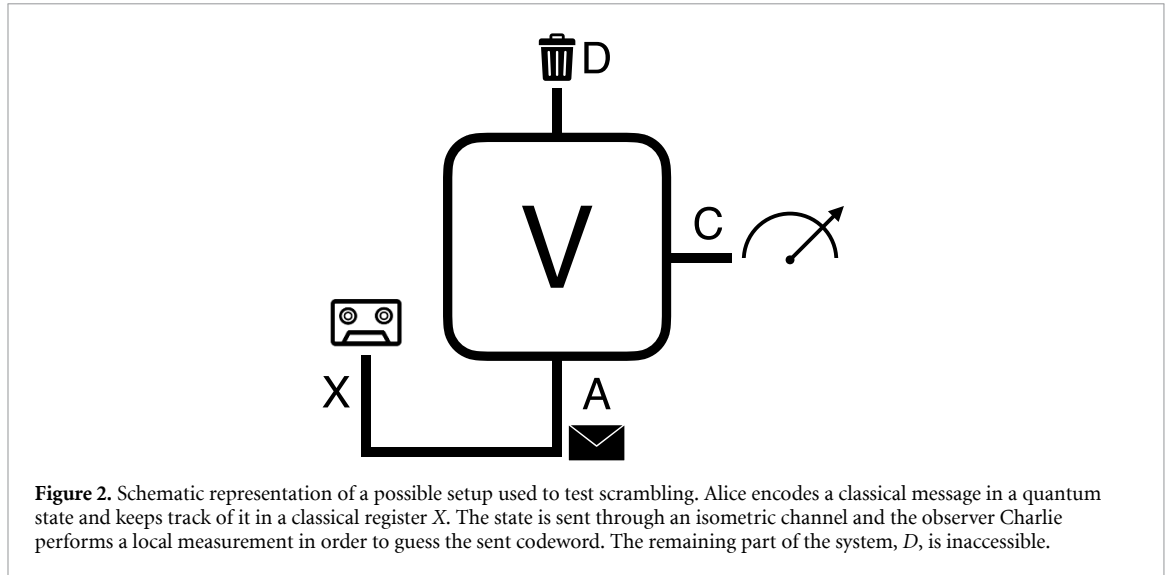 D
V
C
X
A
Figure 2. Schematic representation of a possible setup used to test scrambling. Alice encodes a classical message in a quantum
state and keeps track of it in a classical register X. The state is sent through an isometric channel and the observer Charlie
performs a local measurement in order to guess the sent codeword. The remaining part of the system, D, is inaccessible.